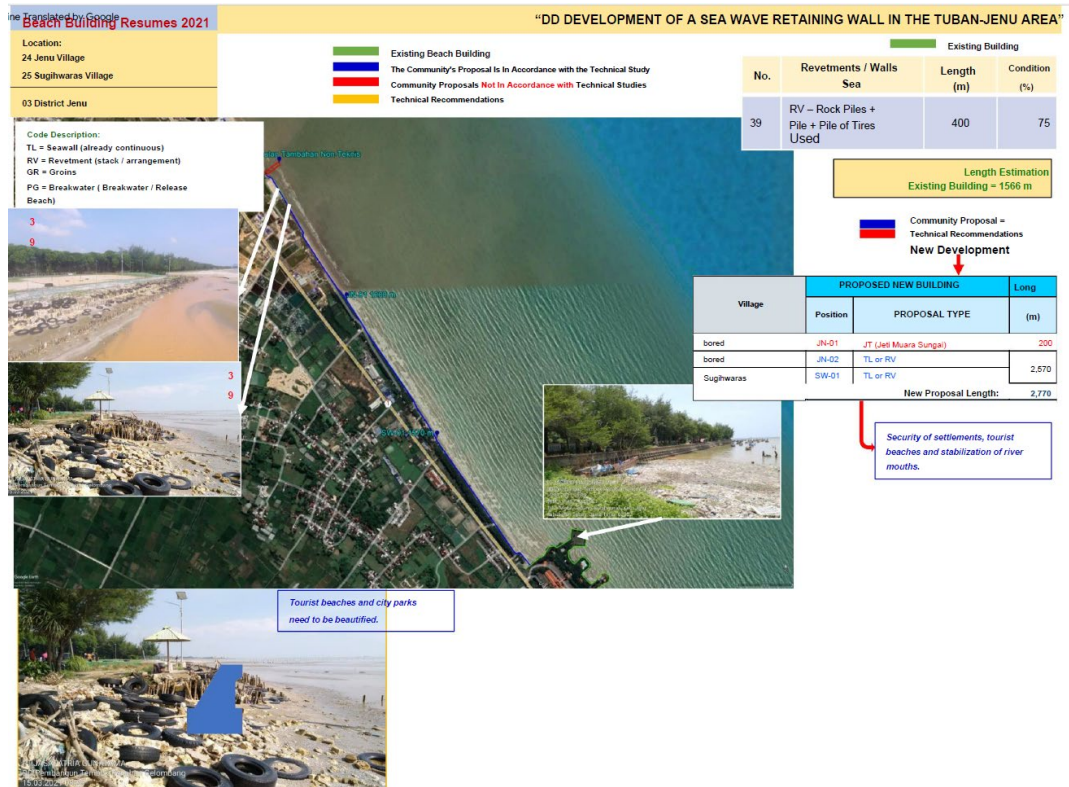 ine Translated by Google
Beach Building Resumes 2021
"DD DEVELOPMENT OF A SEA WAVE RETAINING WALL IN THE TUBAN-JENU AREA"
Location:
24 Jenu Village
25 Sugihwaras Village
03 District Jenu
Existing Beach Building
The Community's Proposal Is In Accordance with the Technical Study
Community Proposals Not In Accordance with Technical Studies
Technical Recommendations
Existing Building
No. Revetments / Walls Sea Length (m) Condition (%)
39 RV – Rock Piles + Pile + Pile of Tires Used 400 75
Length Estimation
Existing Building = 1566 m
Code Description:
TL = Seawall (already continuous)
RV = Revetment (stack / arrangement)
GR = Groins
PG = Breakwater ( Breakwater / Release
Beach)
Tambatan Non-Teknis
3
9
3
9
Community Proposal =
Technical Recommendations
New Development
Village PROPOSED NEW BUILDING Long
Position PROPOSAL TYPE (m)
bored JN-01 JT (Jeti Muara Sungai) 200
bored JN-02 TL or RV 2,570
Sugihwaras SW-01 TL or RV
New Proposal Length: 2,770
Security of settlements, tourist
beaches and stabilization of river
mouths.
Google Earth
Tourist beaches and city parks
need to be beautified.
15.03.2021